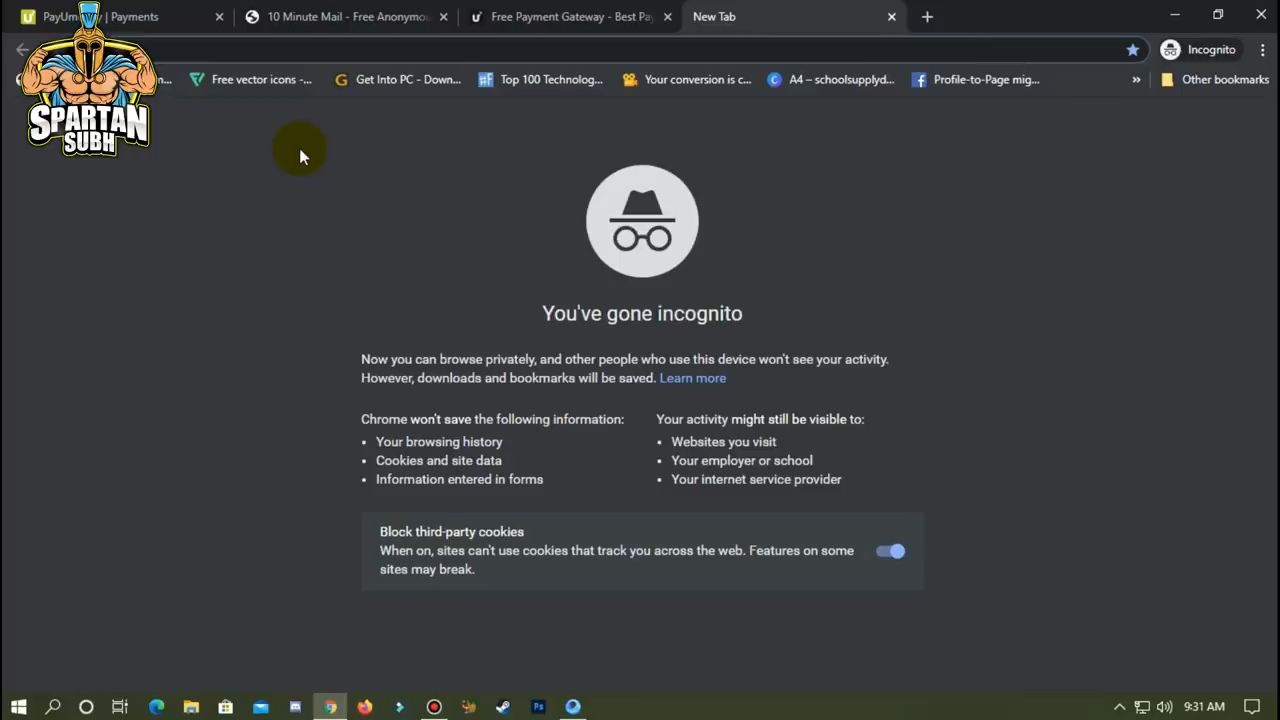 PayUm
| Payments
10 Minute Mail - Free Anonymo
Free Payment Gateway - Best Pay
New Tab
Incognito
Free vector icons -...
Get Into PC - Down...
Top 100 Technolog...
Your conversion is c...
A4 – schoolsupplyd...
Profile-to-Page mig...
»
Other bookmarks
SPARTAN
SUBH
You've gone incognito
Now you can browse privately, and other people who use this device won't see your activity.
However, downloads and bookmarks will be saved. Learn more
Chrome won't save the following information:
• Your browsing history
• Cookies and site data
• Information entered in forms
Your activity might still be visible to:
• Websites you visit
• Your employer or school
• Your internet service provider
Block third-party cookies
When on, sites can't use cookies that track you across the web. Features on some
sites may break.
Ps
9:31 AM